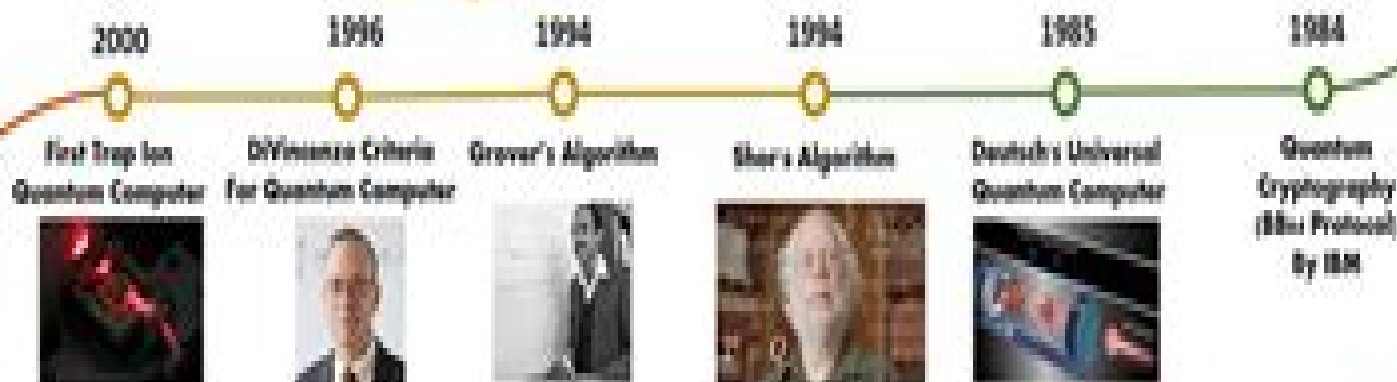 2000
1996
1994
1994
1985
1984
First Trap Ion
Quantum Computer
DiVincenzo Criteria
For Quantum Computer
Grover's Algorithm
Shor's Algorithm
Deutsch's Universal
Quantum Computer
Quantum
Cryptography
Protocol)
By IBM